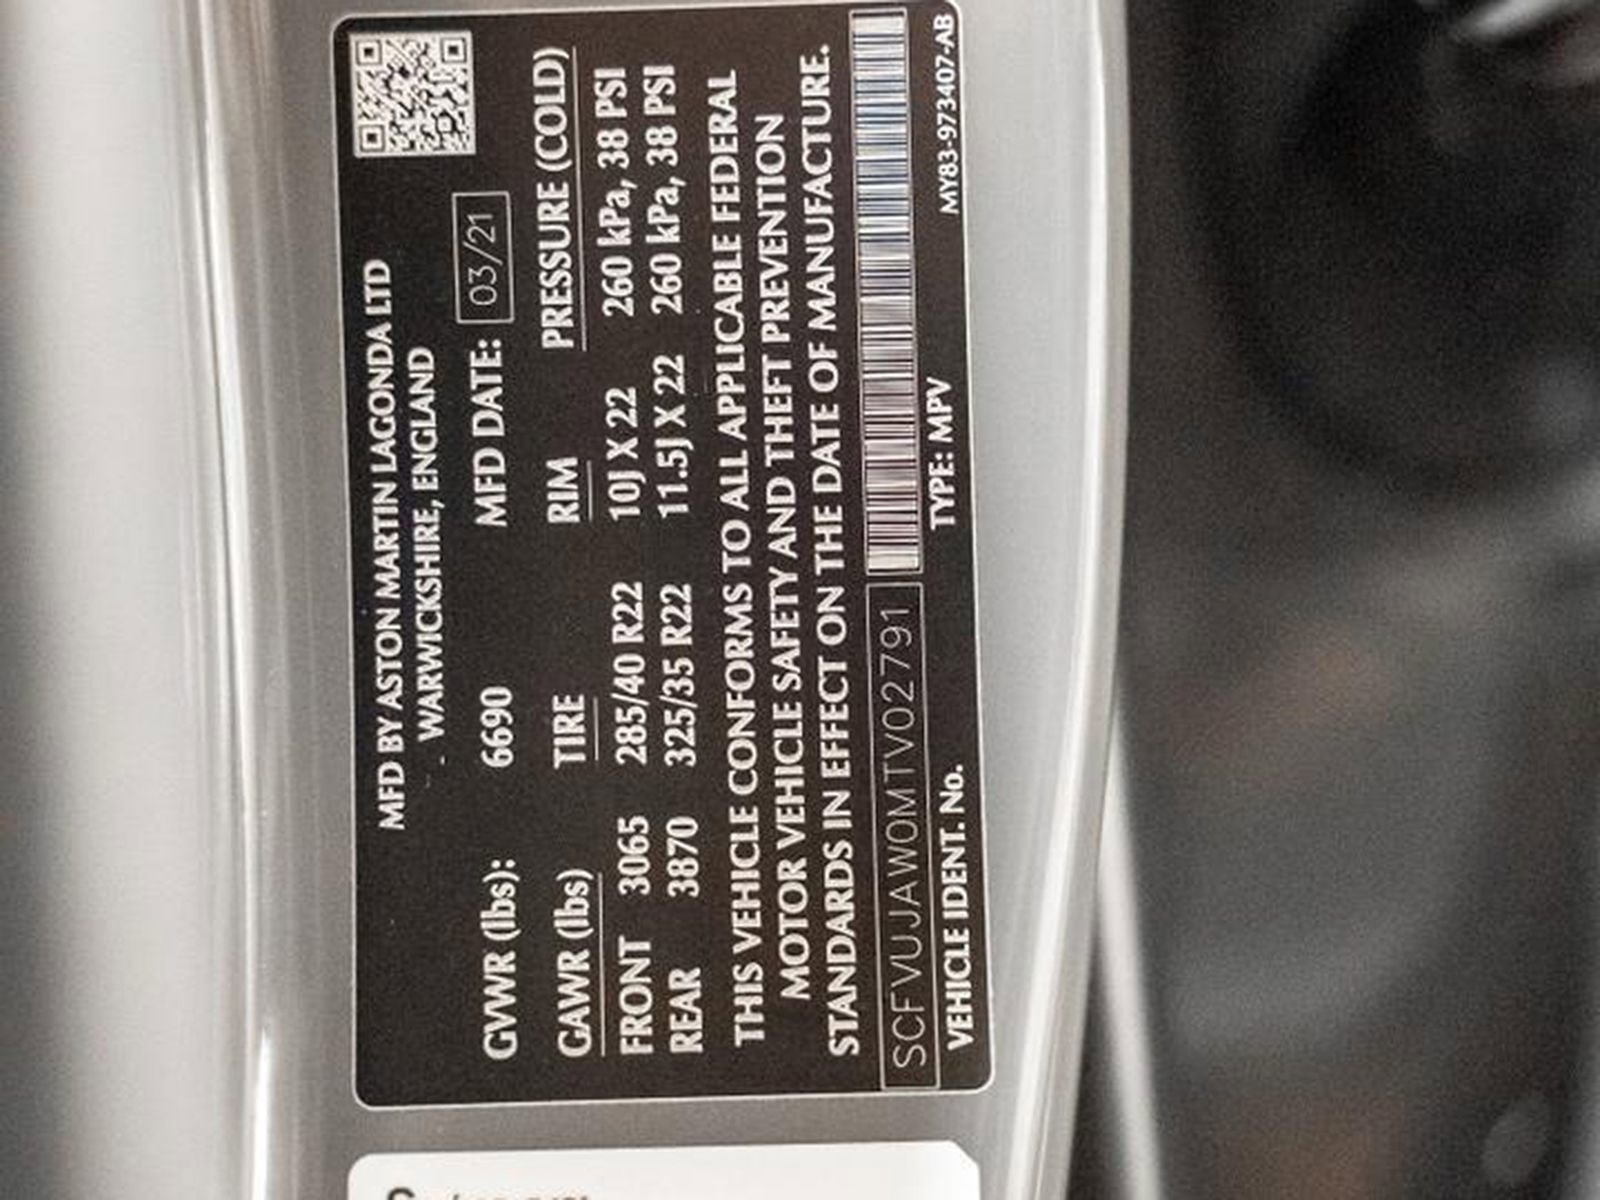 MFD BY ASTON MARTIN LAGONDA LTD
WARWICKSHIRE, ENGLAND
GVWR (lbs): 6690 MFD DATE: 03/21
GAWR (lbs) TIRE RIM PRESSURE (COLD)
FRONT 3065 285/40 R22 10J X 22 260 kPa, 38 PSI
REAR 3870 325/35 R22 11.5J X 22 260 kPa, 38 PSI
THIS VEHICLE CONFORMS TO ALL APPLICABLE FEDERAL
MOTOR VEHICLE SAFETY AND THEFT PREVENTION
STANDARDS IN EFFECT ON THE DATE OF MANUFACTURE.
SCFVUJAW0MTV02791
VEHICLE IDENT. No. TYPE: MPV MY83-973407-AB